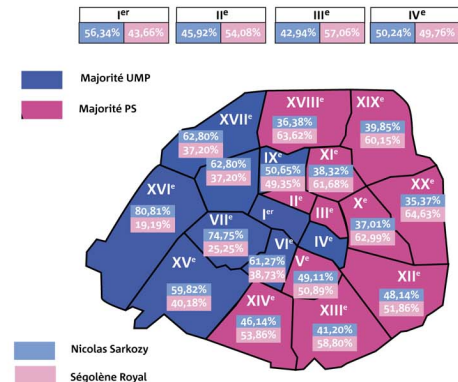 Iᵉʳ IIᵉ IIIᵉ IVᵉ
56,34% 43,66% 45,92% 54,08% 42,94% 57,06% 50,24% 49,76%
Majorité UMP
Majorité PS
XVIIIᵉ
36,38%
63,62%
XIXᵉ
39,85%
60,15%
XVIIᵉ
62,80%
37,20%
62,80%
37,20%
IXᵉ
50,65%
49,35%
XIᵉ
38,32%
61,68%
XXᵉ
35,37%
64,63%
XVIᵉ
80,81%
19,19%
IIᵉ
IIIᵉ
Xᵉ
37,01%
62,99%
Iᵉʳ
VIIᵉ
74,75%
25,25%
VIᵉ
61,27%
38,73%
IVᵉ
Vᵉ
49,11%
50,89%
XVᵉ
59,82%
40,18%
XIIᵉ
48,14%
51,86%
XIVᵉ
46,14%
53,86%
XIIIᵉ
41,20%
58,80%
Nicolas Sarkozy
Ségolène Royal